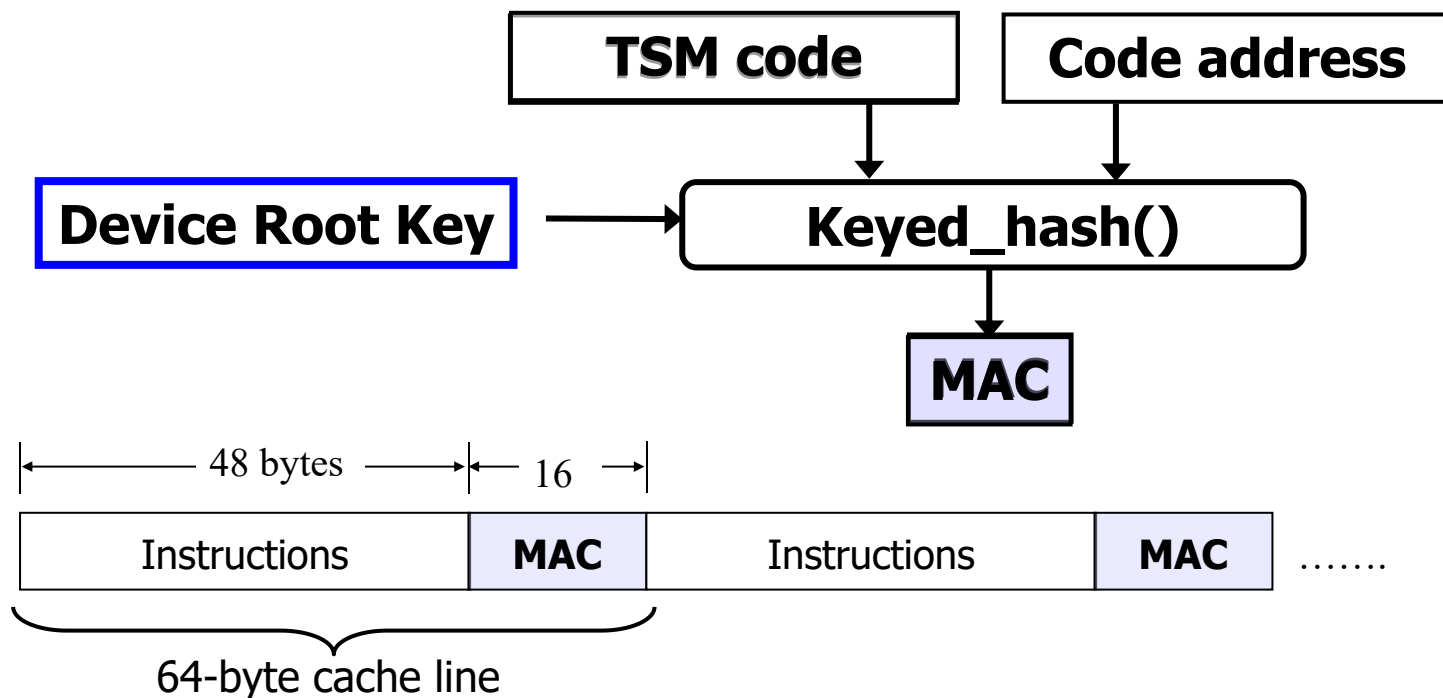 TSM code
Code address
Device Root Key
Keyed_hash()
MAC
48 bytes
16
Instructions
MAC
Instructions
MAC
.......
64-byte cache line